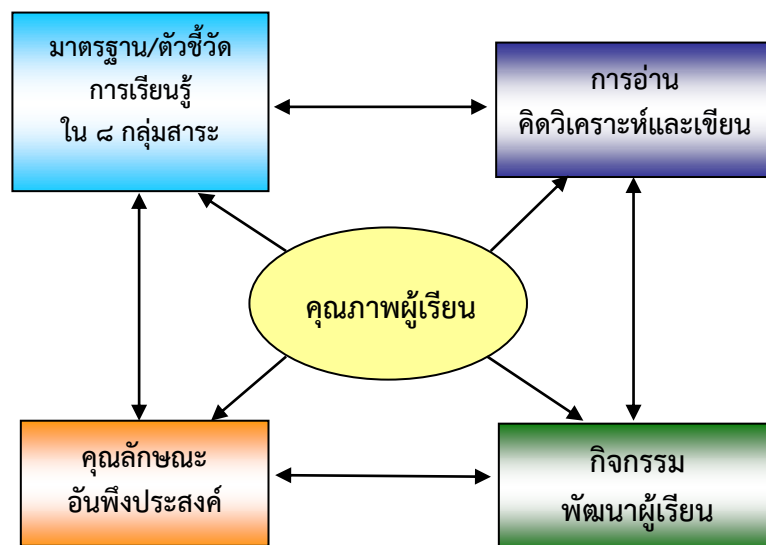 มาตรฐาน/ตัวชี้วัด
การเรียนรู้
ใน ๘ กลุ่มสาระ
การอ่าน
คิดวิเคราะห์และเขียน
คุณภาพผู้เรียน
คุณลักษณะ
อันพึงประสงค์
กิจกรรม
พัฒนาผู้เรียน